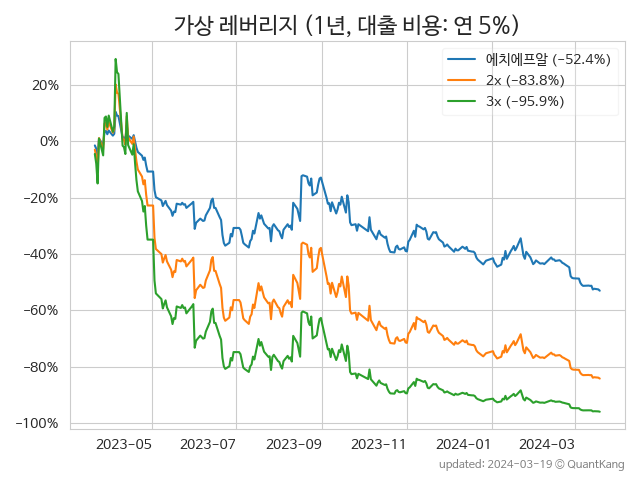 가상 레버리지 (1년, 대출 비용: 연 5%)
에치에프알 (−52.4%)
2x (−83.8%)
3x (−95.9%)
20%
0%
−20%
−40%
−60%
−80%
−100%
2023-05 2023-07 2023-09 2023-11 2024-01 2024-03
updated: 2024-03-19 © QuantKang